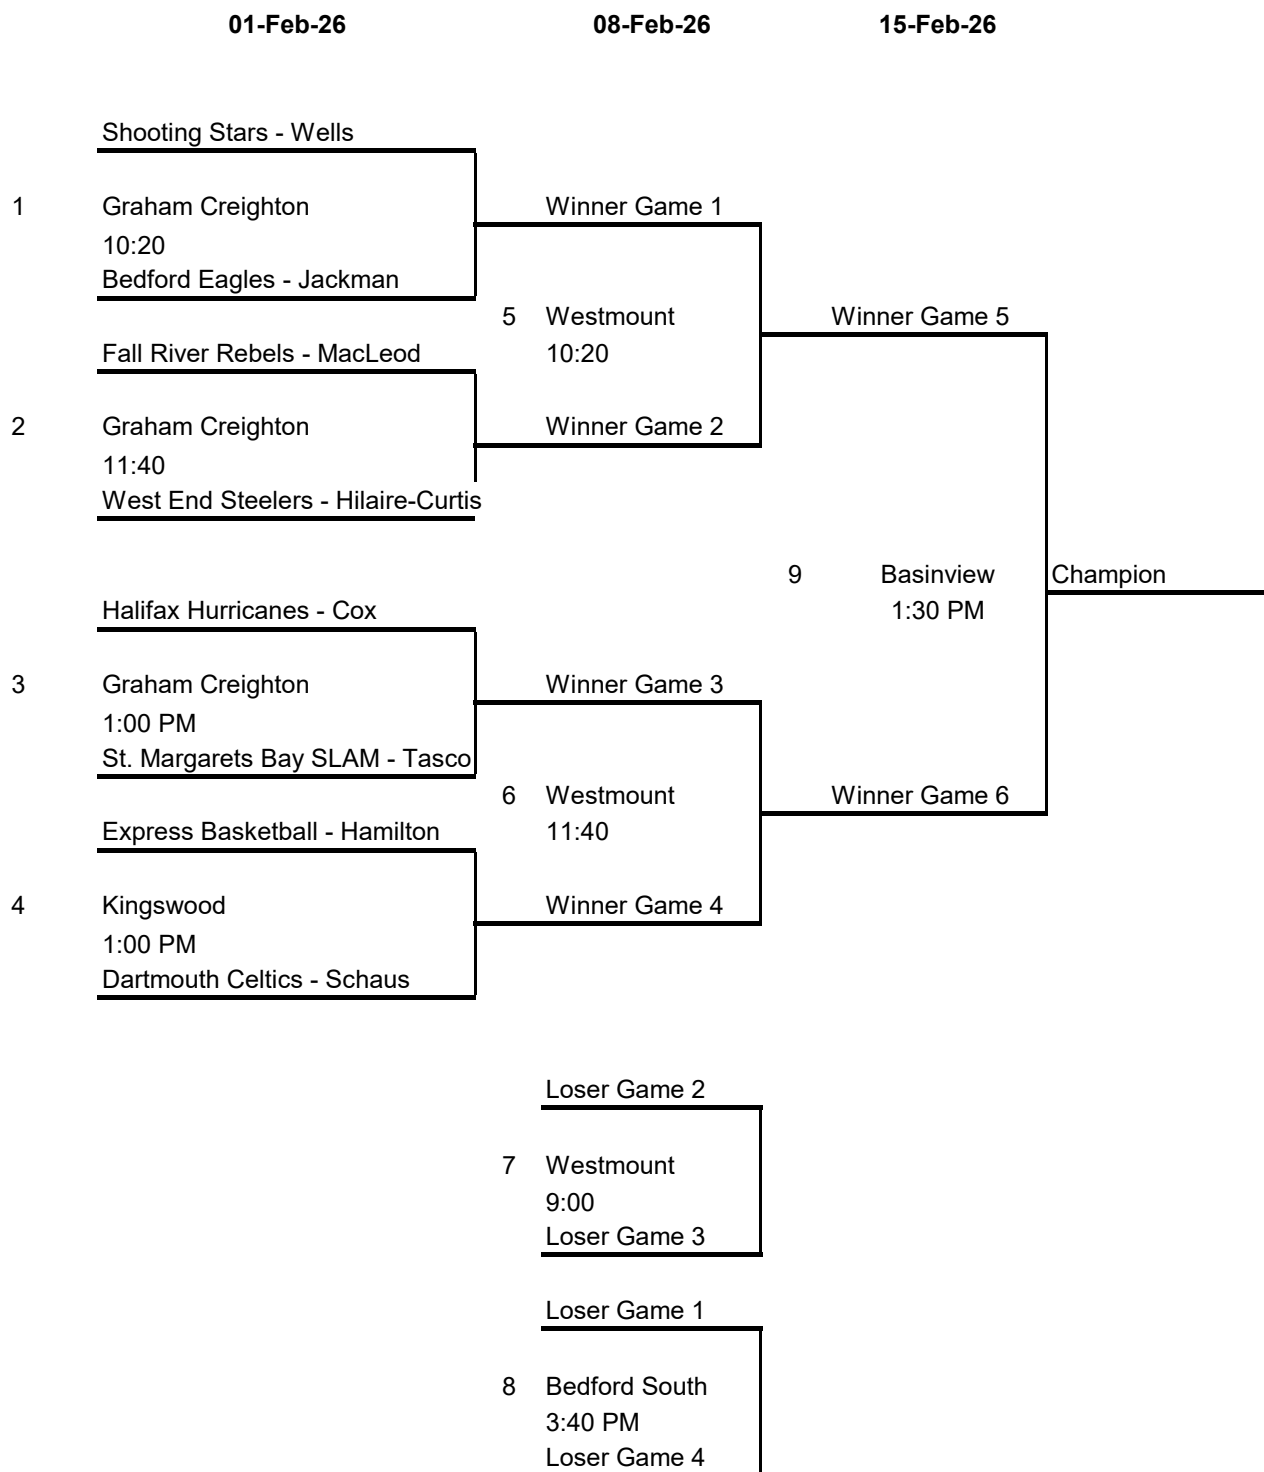 01-Feb-26 08-Feb-26 15-Feb-26
Shooting Stars - Wells
1 Graham Creighton Winner Game 1
10:20
Bedford Eagles - Jackman
5 Westmount Winner Game 5
Fall River Rebels - MacLeod 10:20
2 Graham Creighton Winner Game 2
11:40
West End Steelers - Hilaire-Curtis
9 Basinview Champion
Halifax Hurricanes - Cox 1:30 PM
3 Graham Creighton Winner Game 3
1:00 PM
St. Margarets Bay SLAM - Tasco
6 Westmount Winner Game 6
Express Basketball - Hamilton 11:40
4 Kingswood Winner Game 4
1:00 PM
Dartmouth Celtics - Schaus
Loser Game 2
7 Westmount
9:00
Loser Game 3
Loser Game 1
8 Bedford South
3:40 PM
Loser Game 4